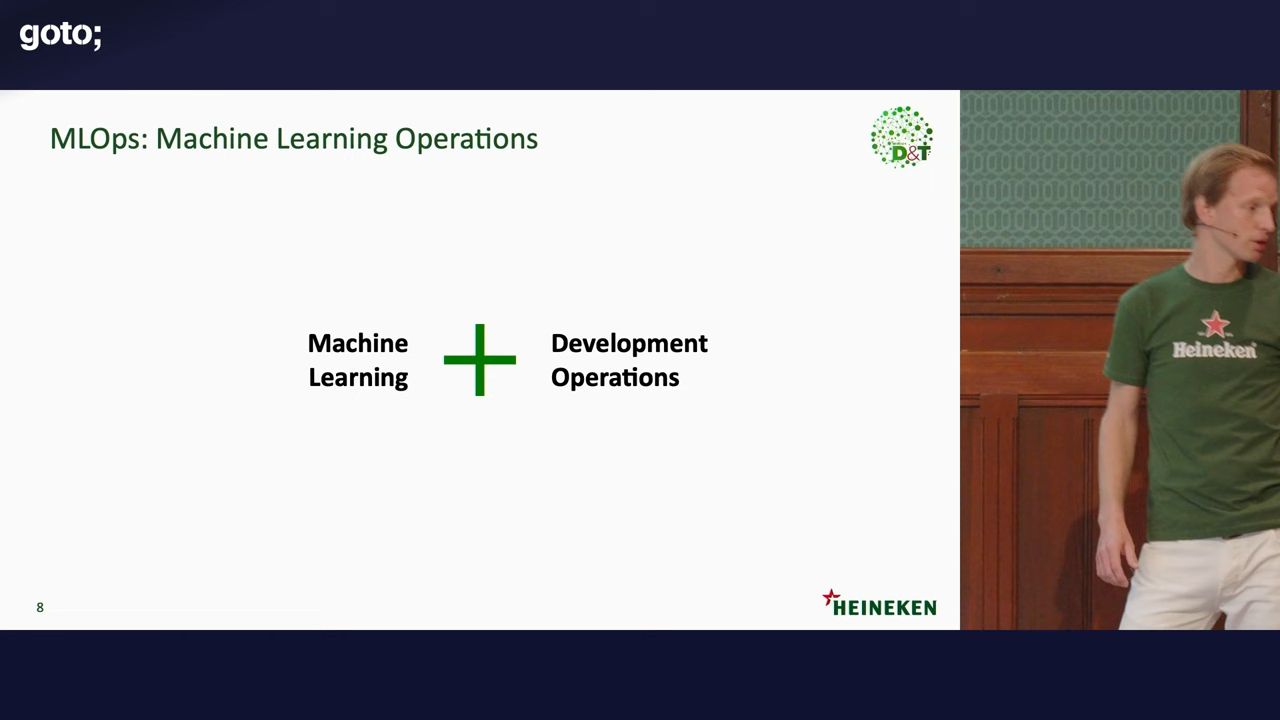 goto;
MLOps: Machine Learning Operations
D&T
Machine
Learning
Development
Operations
Heineken
8
HEINEKEN